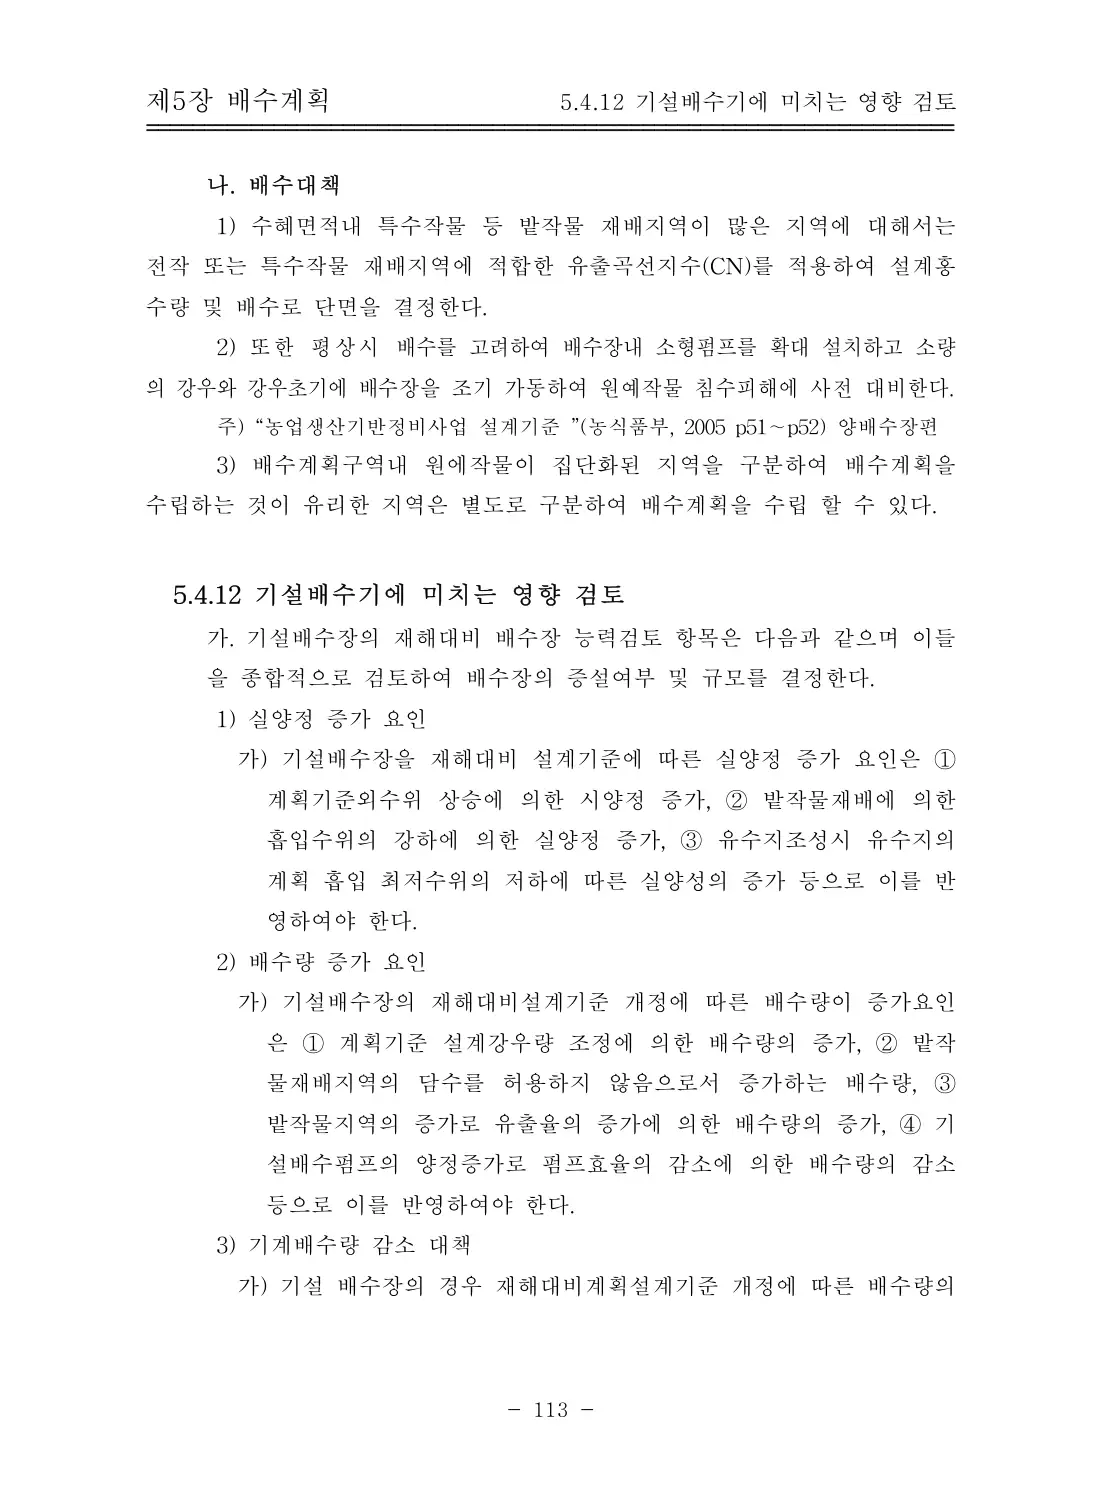 제5장 배수계획
5.4.12 기설배수기에 미치는 영향 검토
나. 배수대책
1) 수혜면적내 특수작물 등 밭작물 재배지역이 많은 지역에 대해서는
전작 또는 특수작물 재배지역에 적합한 유출곡선지수(CN)를 적용하여 설계홍
수량 및 배수로 단면을 결정한다.
2) 또한 평상시 배수를 고려하여 배수장내 소형펌프를 확대 설치하고 소량
의 강우와 강우초기에 배수장을 조기 가동하여 원예작물 침수피해에 사전 대비한다.
주) “농업생산기반정비사업 설계기준 ”(농식품부, 2005 p51～p52) 양배수장편
3) 배수계획구역내 원에작물이 집단화된 지역을 구분하여 배수계획을
수립하는 것이 유리한 지역은 별도로 구분하여 배수계획을 수립 할 수 있다.
5.4.12 기설배수기에 미치는 영향 검토
가. 기설배수장의 재해대비 배수장 능력검토 항목은 다음과 같으며 이들
을 종합적으로 검토하여 배수장의 증설여부 및 규모를 결정한다.
1) 실양정 증가 요인
가) 기설배수장을 재해대비 설계기준에 따른 실양정 증가 요인은 ①
계획기준외수위 상승에 의한 시양정 증가, ② 밭작물재배에 의한
흡입수위의 강하에 의한 실양정 증가, ③ 유수지조성시 유수지의
계획 흡입 최저수위의 저하에 따른 실양성의 증가 등으로 이를 반
영하여야 한다.
2) 배수량 증가 요인
가) 기설배수장의 재해대비설계기준 개정에 따른 배수량이 증가요인
은 ① 계획기준 설계강우량 조정에 의한 배수량의 증가, ② 밭작
물재배지역의 담수를 허용하지 않음으로서 증가하는 배수량, ③
밭작물지역의 증가로 유출율의 증가에 의한 배수량의 증가, ④ 기
설배수펌프의 양정증가로 펌프효율의 감소에 의한 배수량의 감소
등으로 이를 반영하여야 한다.
3) 기계배수량 감소 대책
가) 기설 배수장의 경우 재해대비계획설계기준 개정에 따른 배수량의
－ 113 －